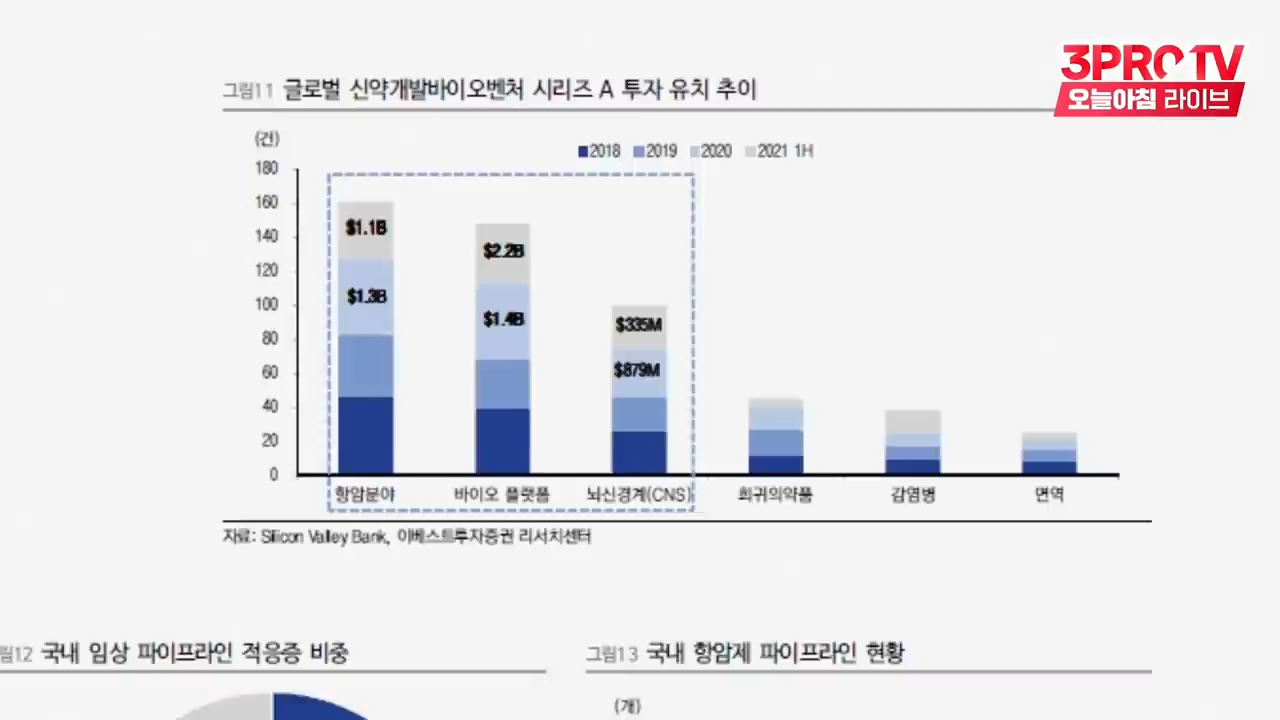 3PROTV
오늘아침 라이브
그림11 글로벌 신약개발바이오벤처 시리즈 A 투자 유치 추이
(건)
2018 2019 2020 2021 1H
180
160
140
120
100
80
60
40
20
0
$1.1B
$1.3B
$2.2B
$1.4B
$335M
$879M
항암분야 바이오 플랫폼 뇌신경계(CNS) 희귀의약품 감염병 면역
자료: Silicon Valley Bank, 이베스트투자증권 리서치센터
림12 국내 임상 파이프라인 적응증 비중
그림13 국내 항암제 파이프라인 현황
(개)